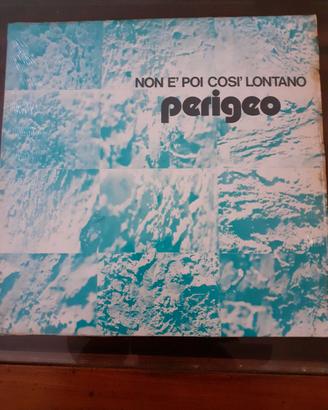 NON E' POI COSI' LONTANO
perigeo